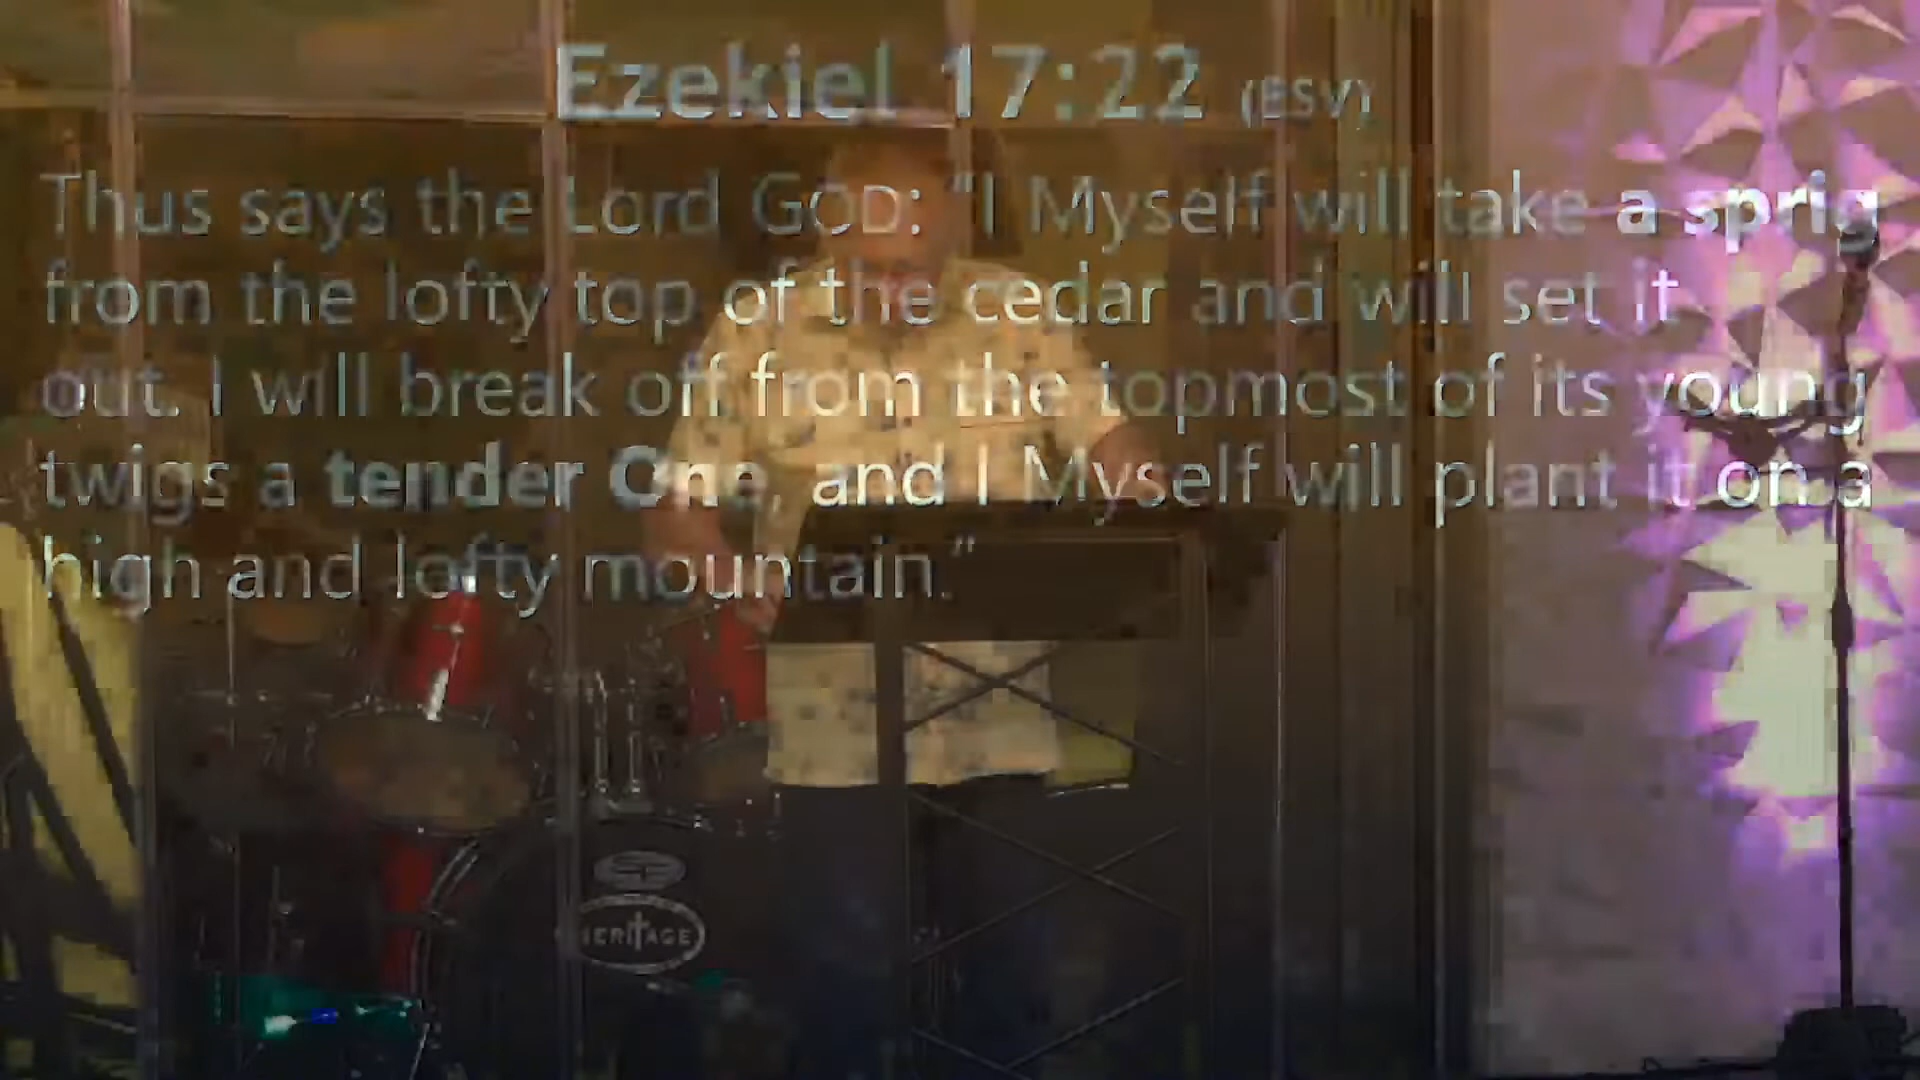 Ezekiel 17:22 (ESV)
Thus says the Lord GOD: "I Myself will take a sprig
from the lofty top of the cedar and will set it
out. I will break off from the topmost of its young
twigs a tender One, and I Myself will plant it on a
high and lofty mountain."
HERITAGE